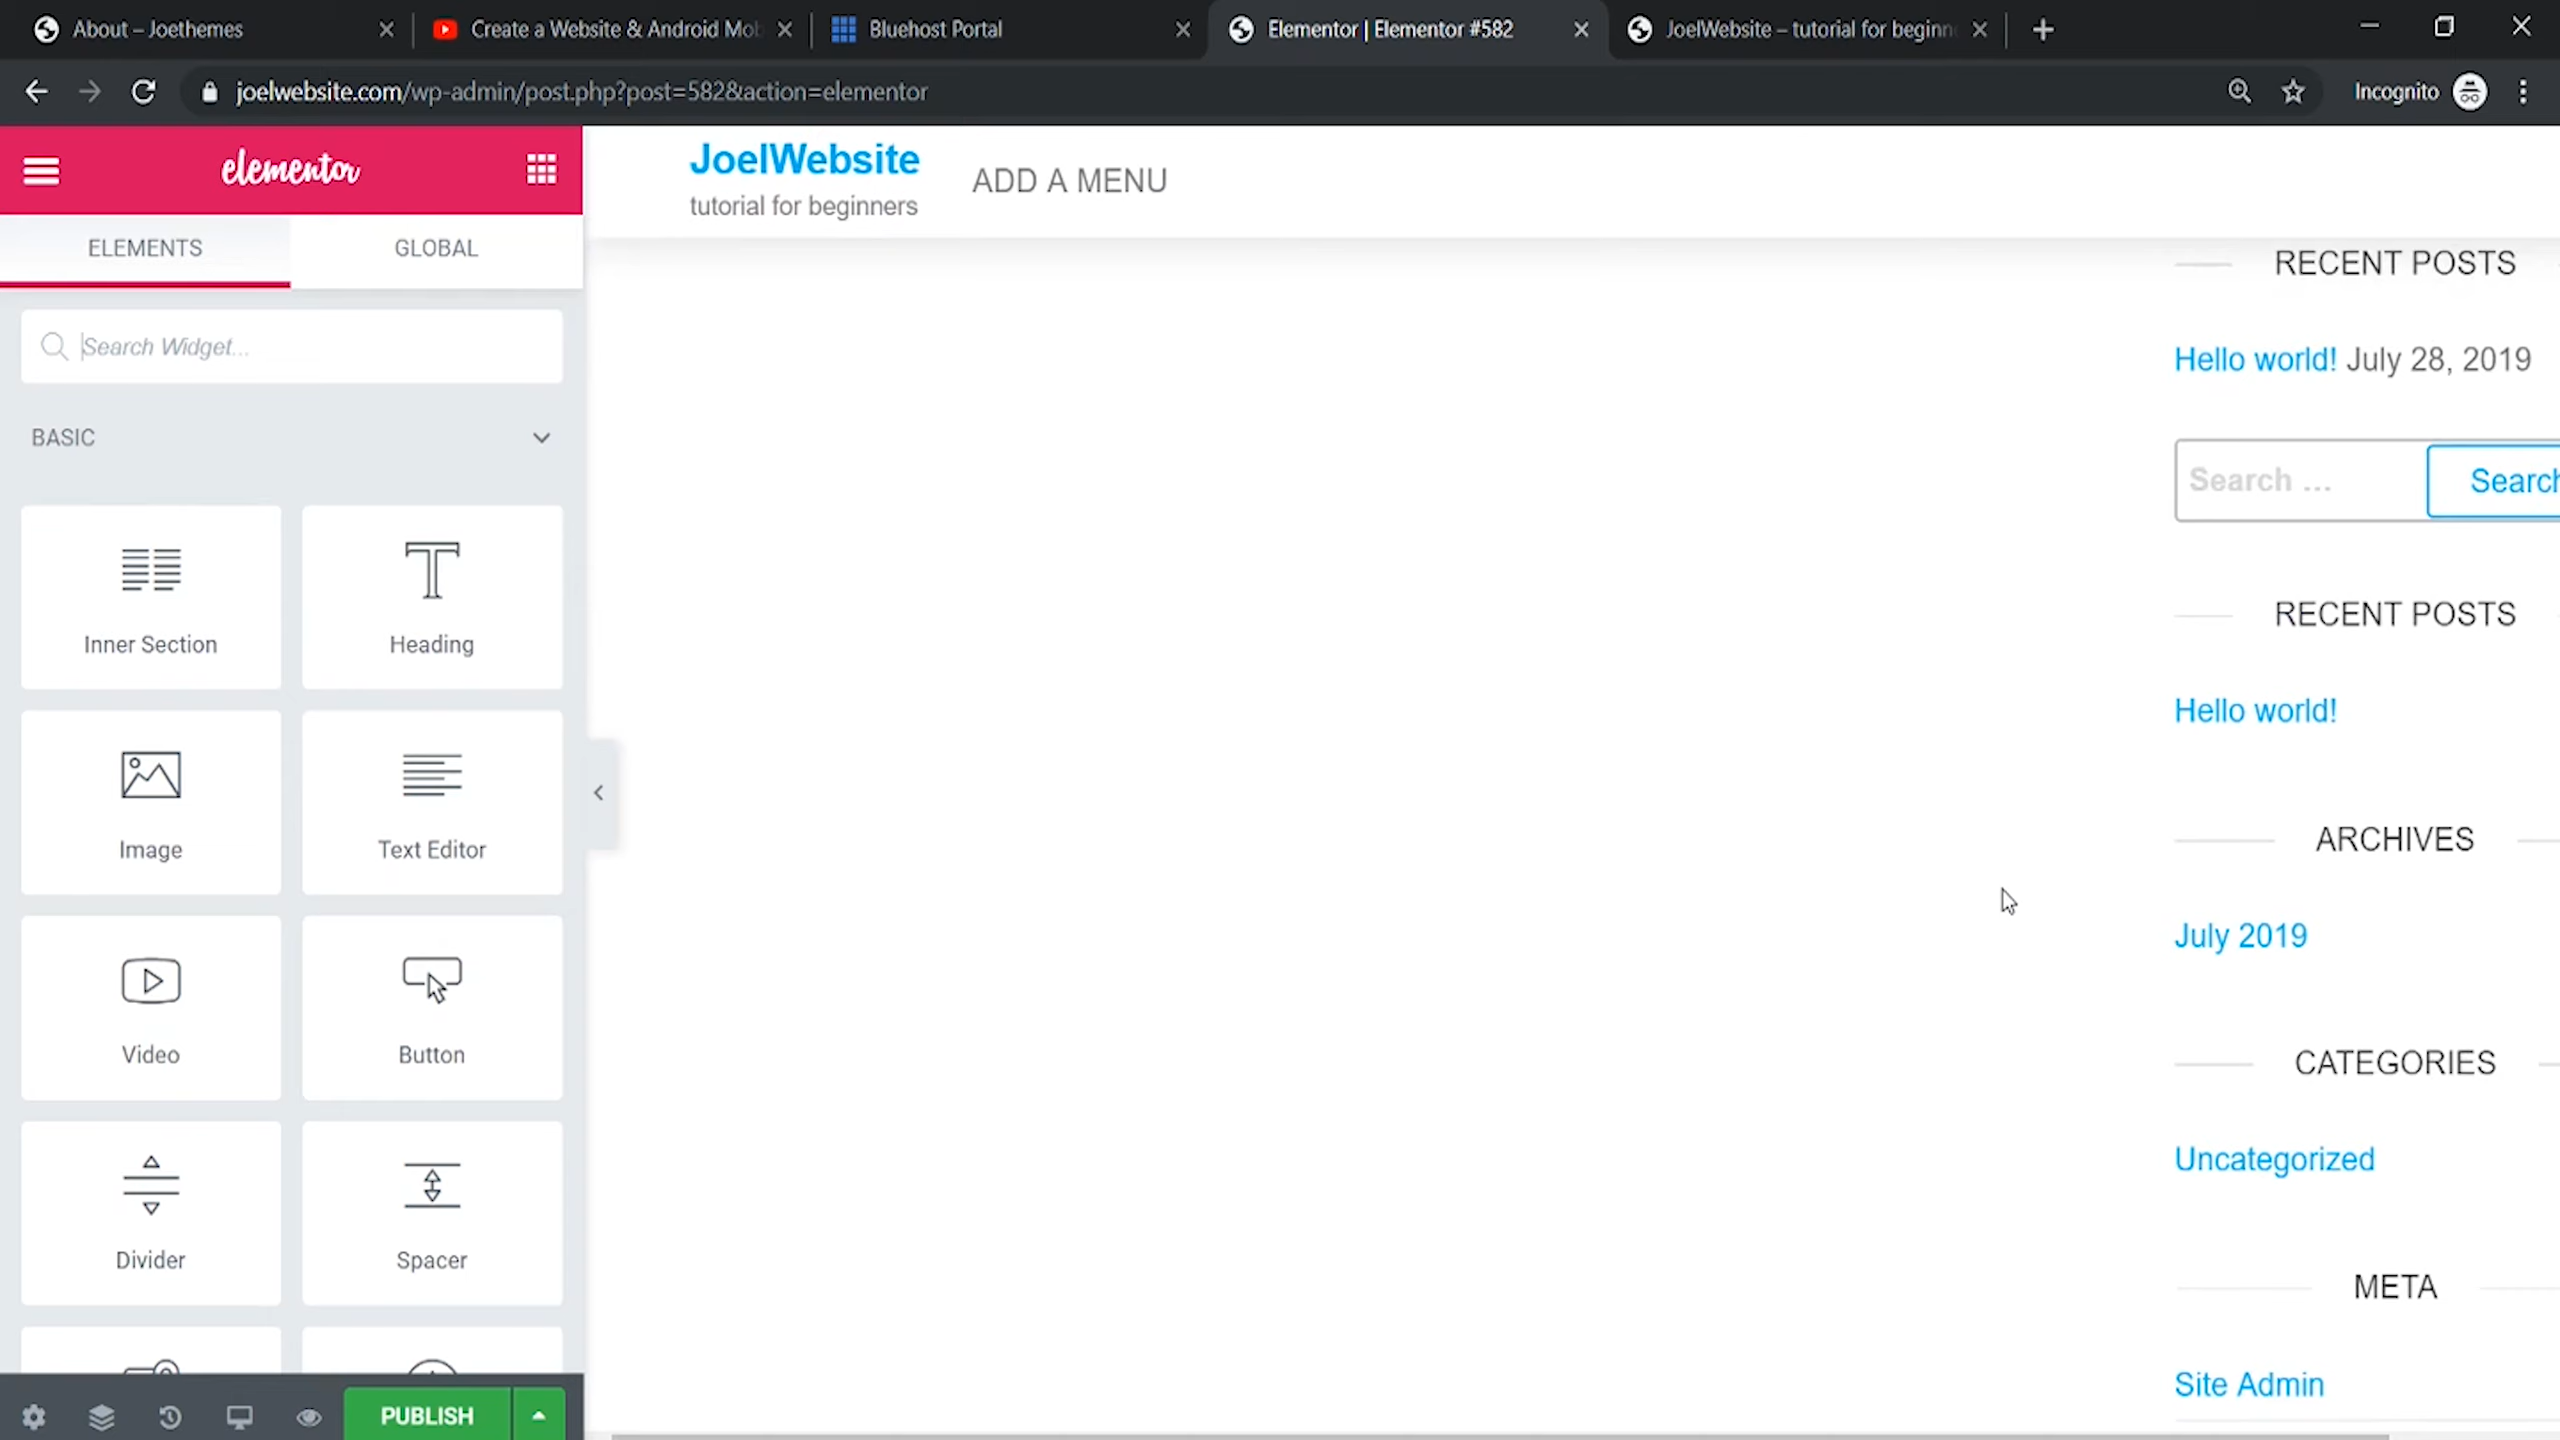 About – Joethemes
Create a Website & Android Mob
Bluehost Portal
Elementor | Elementor #582
JoelWebsite – tutorial for beginn
joelwebsite.com/wp-admin/post.php?post=582&action=elementor
Incognito
elementor
ELEMENTS
GLOBAL
Search Widget...
BASIC
Inner Section
Heading
Image
Text Editor
Video
Button
Divider
Spacer
PUBLISH
JoelWebsite
tutorial for beginners
ADD A MENU
RECENT POSTS
Hello world! July 28, 2019
Search ...
Search
RECENT POSTS
Hello world!
ARCHIVES
July 2019
CATEGORIES
Uncategorized
META
Site Admin